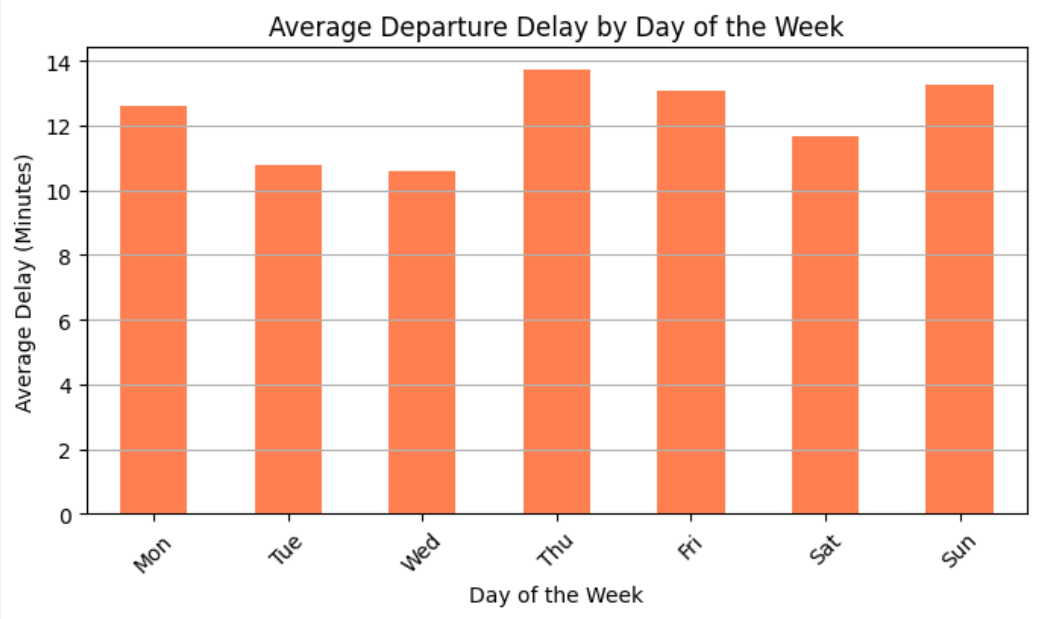 Average Departure Delay by Day of the Week
Average Delay (Minutes)
14
12
10
8
6
4
2
0
Mon Tue Wed Thu Fri Sat Sun
Day of the Week